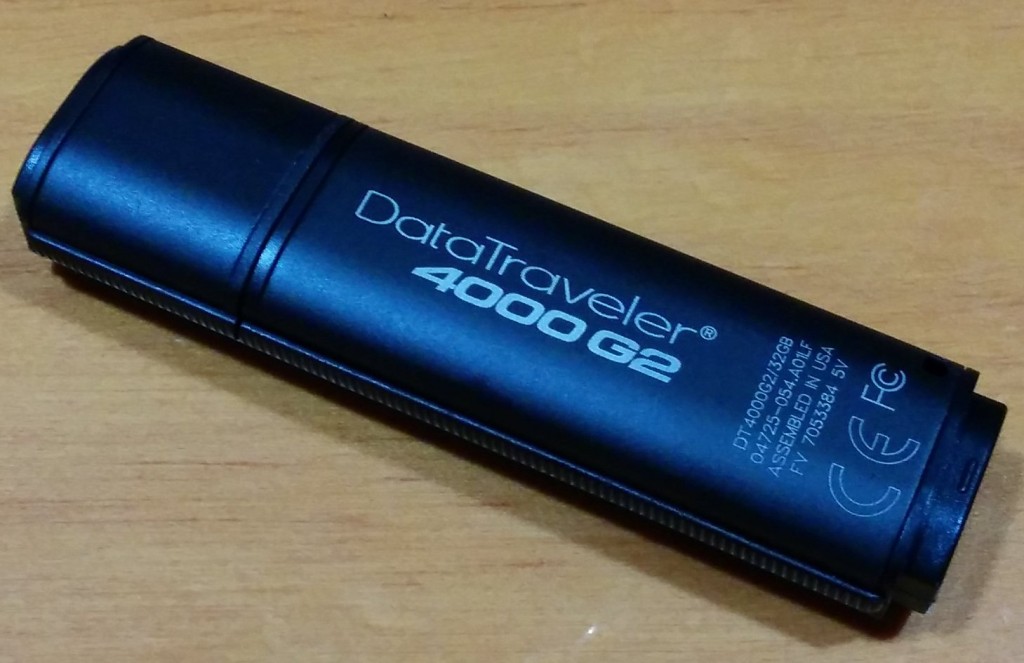 DataTraveler®
4000 G2
DT4000G2/32GB
04725-054.A01LF
ASSEMBLED IN USA
FV 7053384 5V
CE FC